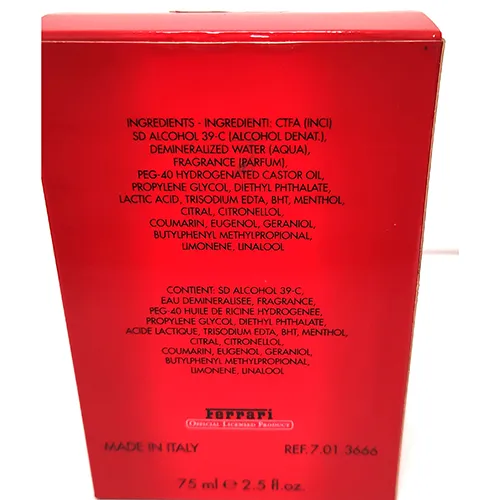 INGREDIENTS - INGREDIENTI: CTFA (INCI)
SD ALCOHOL 39-C (ALCOHOL DENAT.),
DEMINERALIZED WATER (AQUA),
FRAGRANCE (PARFUM),
PEG-40 HYDROGENATED CASTOR OIL,
PROPYLENE GLYCOL, DIETHYL PHTHALATE,
LACTIC ACID, TRISODIUM EDTA, BHT, MENTHOL,
CITRAL, CITRONELLOL,
COUMARIN, EUGENOL, GERANIOL,
BUTYLPHENYL METHYLPROPIONAL,
LIMONENE, LINALOOL
CONTIENT: SD ALCOHOL 39-C,
EAU DEMINERALISEE, FRAGRANCE,
PEG-40 HUILE DE RICINE HYDROGENEE,
PROPYLENE GLYCOL, DIETHYL PHTHALATE,
ACIDE LACTIQUE, TRISODIUM EDTA, BHT, MENTHOL,
CITRAL, CITRONELLOL,
COUMARIN, EUGENOL, GERANIOL,
BUTYLPHENYL METHYLPROPIONAL,
LIMONENE, LINALOOL
Ferrari
OFFICIAL LICENSED PRODUCT
MADE IN ITALY REF. 7.01 3666
75 ml e 2.5 fl.oz.